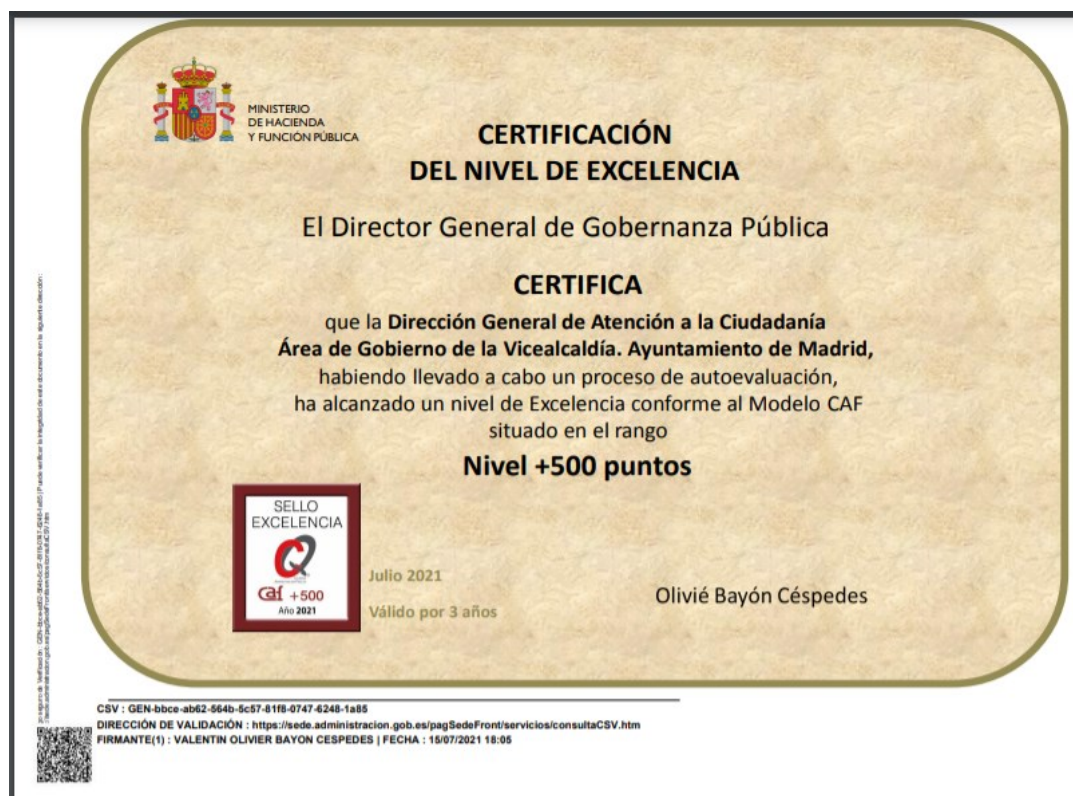 MINISTERIO
DE HACIENDA
Y FUNCIÓN PÚBLICA
CERTIFICACIÓN
DEL NIVEL DE EXCELENCIA
El Director General de Gobernanza Pública
CERTIFICA
que la Dirección General de Atención a la Ciudadanía
Área de Gobierno de la Vicealcaldía. Ayuntamiento de Madrid,
habiendo llevado a cabo un proceso de autoevaluación,
ha alcanzado un nivel de Excelencia conforme al Modelo CAF
situado en el rango
Nivel +500 puntos
SELLO
EXCELENCIA
caf +500
Año 2021
Julio 2021
Válido por 3 años
Olivié Bayón Céspedes
CSV : GEN-bbce-ab62-564b-5c57-81f8-0747-6248-1a85
DIRECCIÓN DE VALIDACIÓN : https://sede.administracion.gob.es/pagSedeFront/servicios/consultaCSV.htm
FIRMANTE(1) : VALENTIN OLIVIER BAYON CESPEDES | FECHA : 15/07/2021 18:05